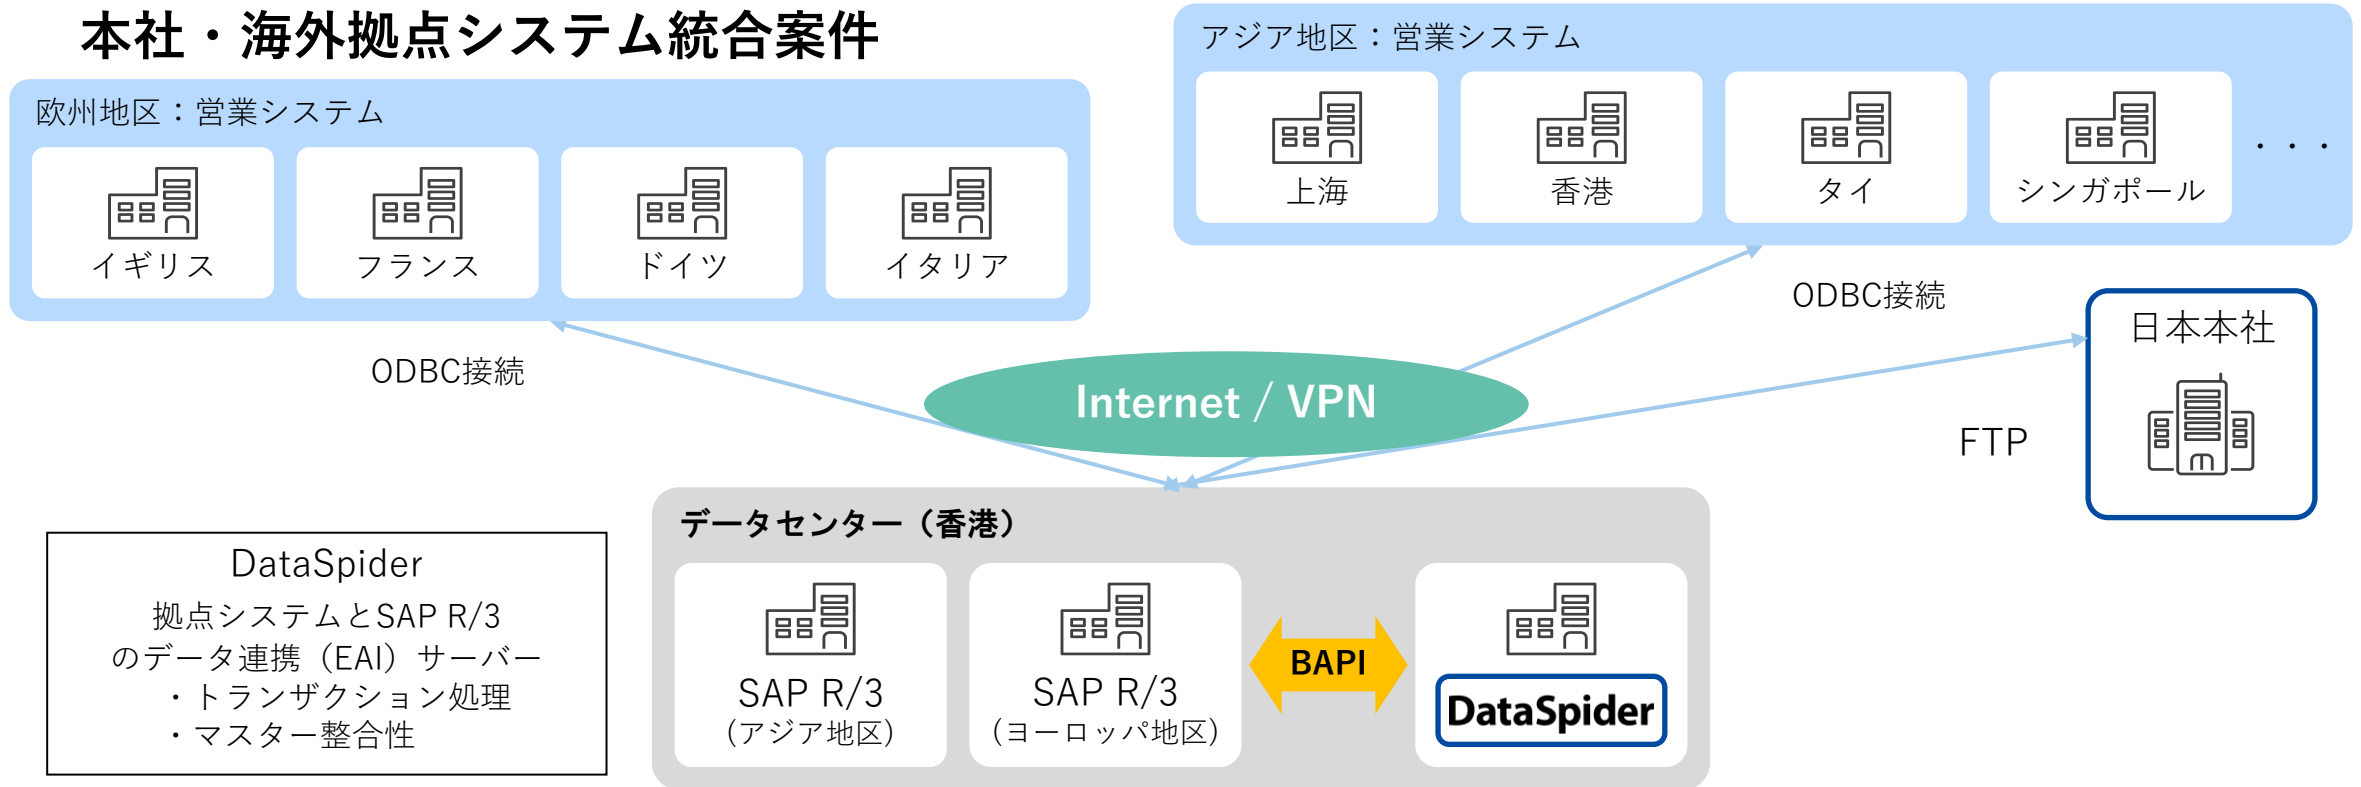 本社・海外拠点システム統合案件
アジア地区：営業システム
上海
香港
タイ
シンガポール
・・・
欧州地区：営業システム
イギリス
フランス
ドイツ
イタリア
ODBC接続
ODBC接続
日本本社
Internet / VPN
FTP
データセンター（香港）
SAP R/3
(アジア地区)
SAP R/3
(ヨーロッパ地区)
BAPI
DataSpider
DataSpider
拠点システムとSAP R/3
のデータ連携（EAI）サーバー
・トランザクション処理
・マスター整合性